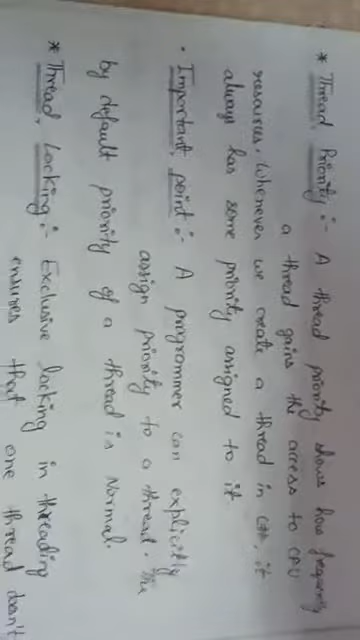 * Thread Priority :- A thread priority shows how frequently
a thread gains the access to CPU
resources. Whenever we create a thread in C#, it
always has some priority assigned to it
• Important point :- A programmer can explicitly
assign priority to a thread. The
by default priority of a thread is Normal.
* Thread Locking :- Exclusive locking in threading
ensures that one thread doesn't